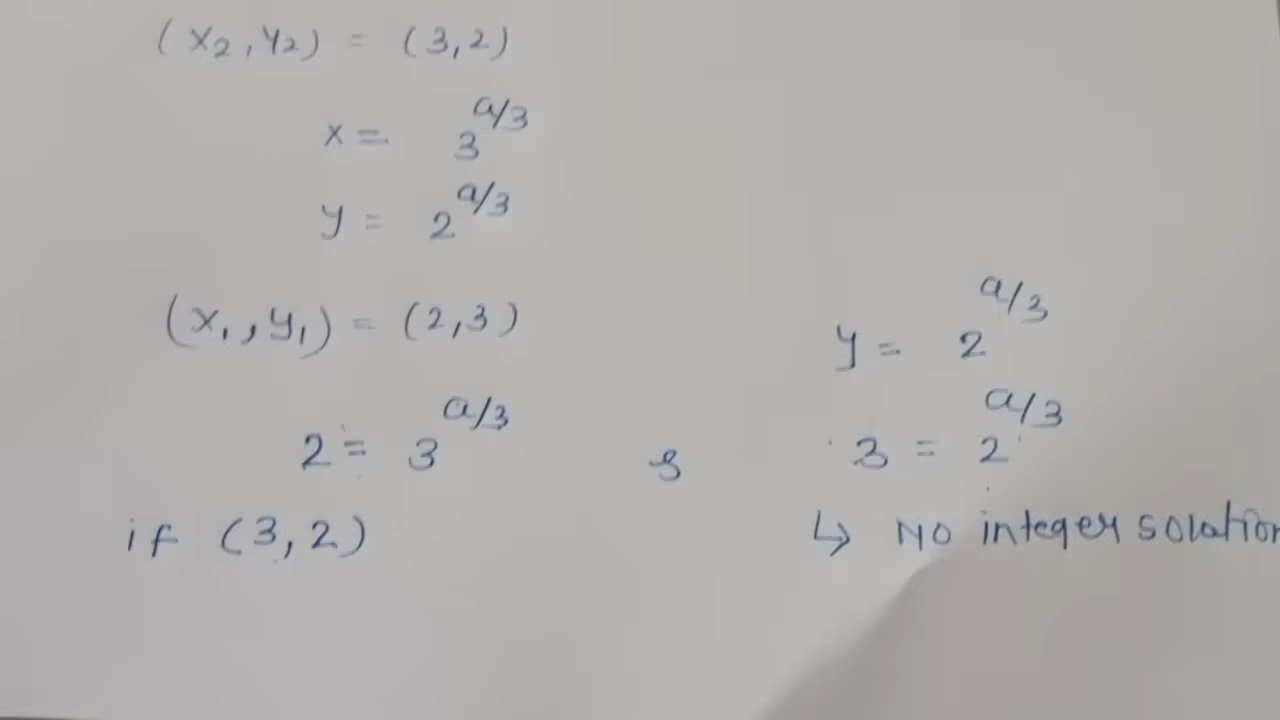 (x₂, y₂) = (3,2)
x = 3^a/3
y = 2^a/3
(x₁, y₁) = (2,3)
y = 2^a/3
2 = 3^a/3 & 3 = 2^a/3
if (3,2) ↳ NO integer solution